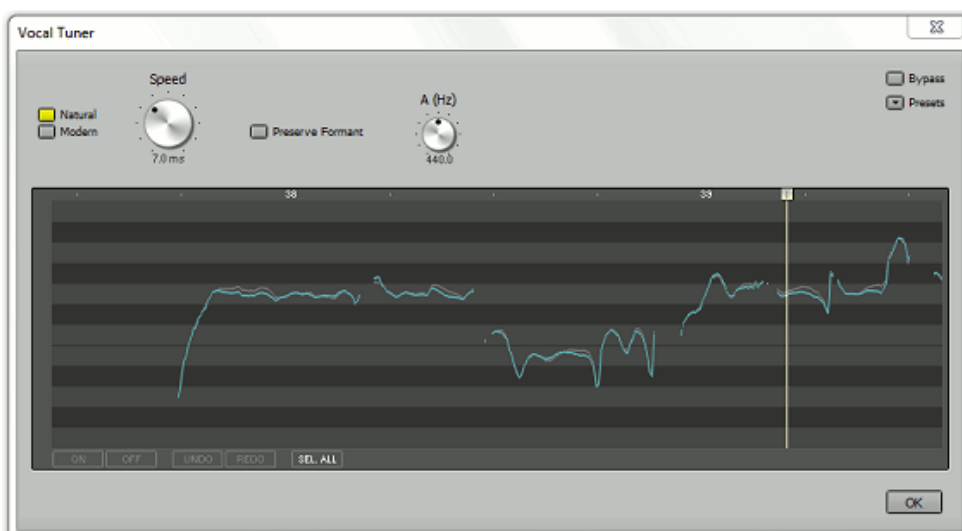 Vocal Tuner
Speed
Bypass
A (Hz)
Presets
Natural
Modern
Preserve Formant
7.0 ms
440.0
38 39
ON OFF UNDO REDO SEL. ALL
OK